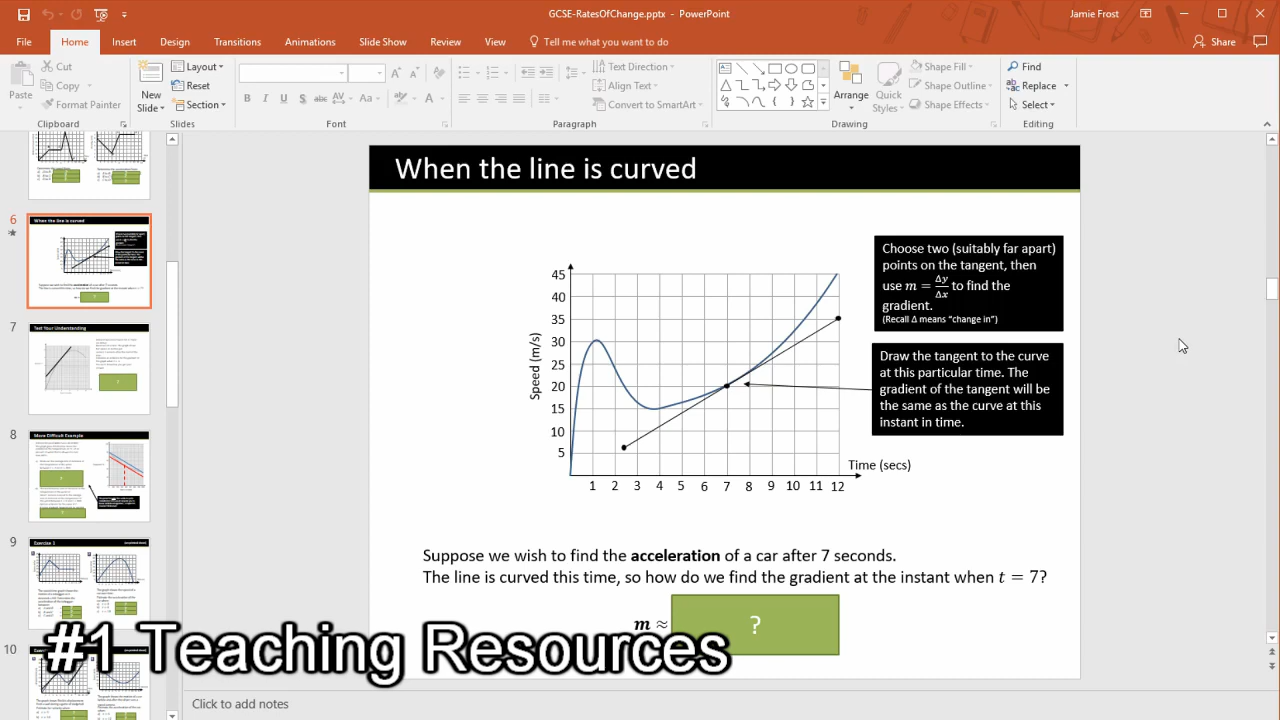 GCSE-RatesOfChange.pptx - PowerPoint
Jamie Frost
File Home Insert Design Transitions Animations Slide Show Review View Tell me what you want to do Share
Paste
Cut
Copy
Format Painter
New Slide
Layout
Reset
Section
B I U S abc AV Aa A
Text Direction
Align Text
Convert to SmartArt
Arrange
Quick Styles
Shape Fill
Shape Outline
Shape Effects
Find
Replace
Select
Clipboard Slides Font Paragraph Drawing Editing
6
When the line is curved
7
Test Your Understanding
8
More Difficult Example
9
Exercise 1
10
When the line is curved
Choose two (suitably far apart)
points on the tangent, then
use m = Δy/Δx to find the
gradient.
(Recall Δ means “change in”)
Draw the tangent to the curve
at this particular time. The
gradient of the tangent will be
the same as the curve at this
instant in time.
Speed (m/s)
45
40
35
30
25
20
15
10
5
1 2 3 4 5 6 7 8 9 10 11 12
Time (secs)
Suppose we wish to find the acceleration of a car after 7 seconds.
The line is curved this time, so how do we find the gradient at the instant when t = 7?
m ≈ ?
#1 Teaching Resources
Click to add notes